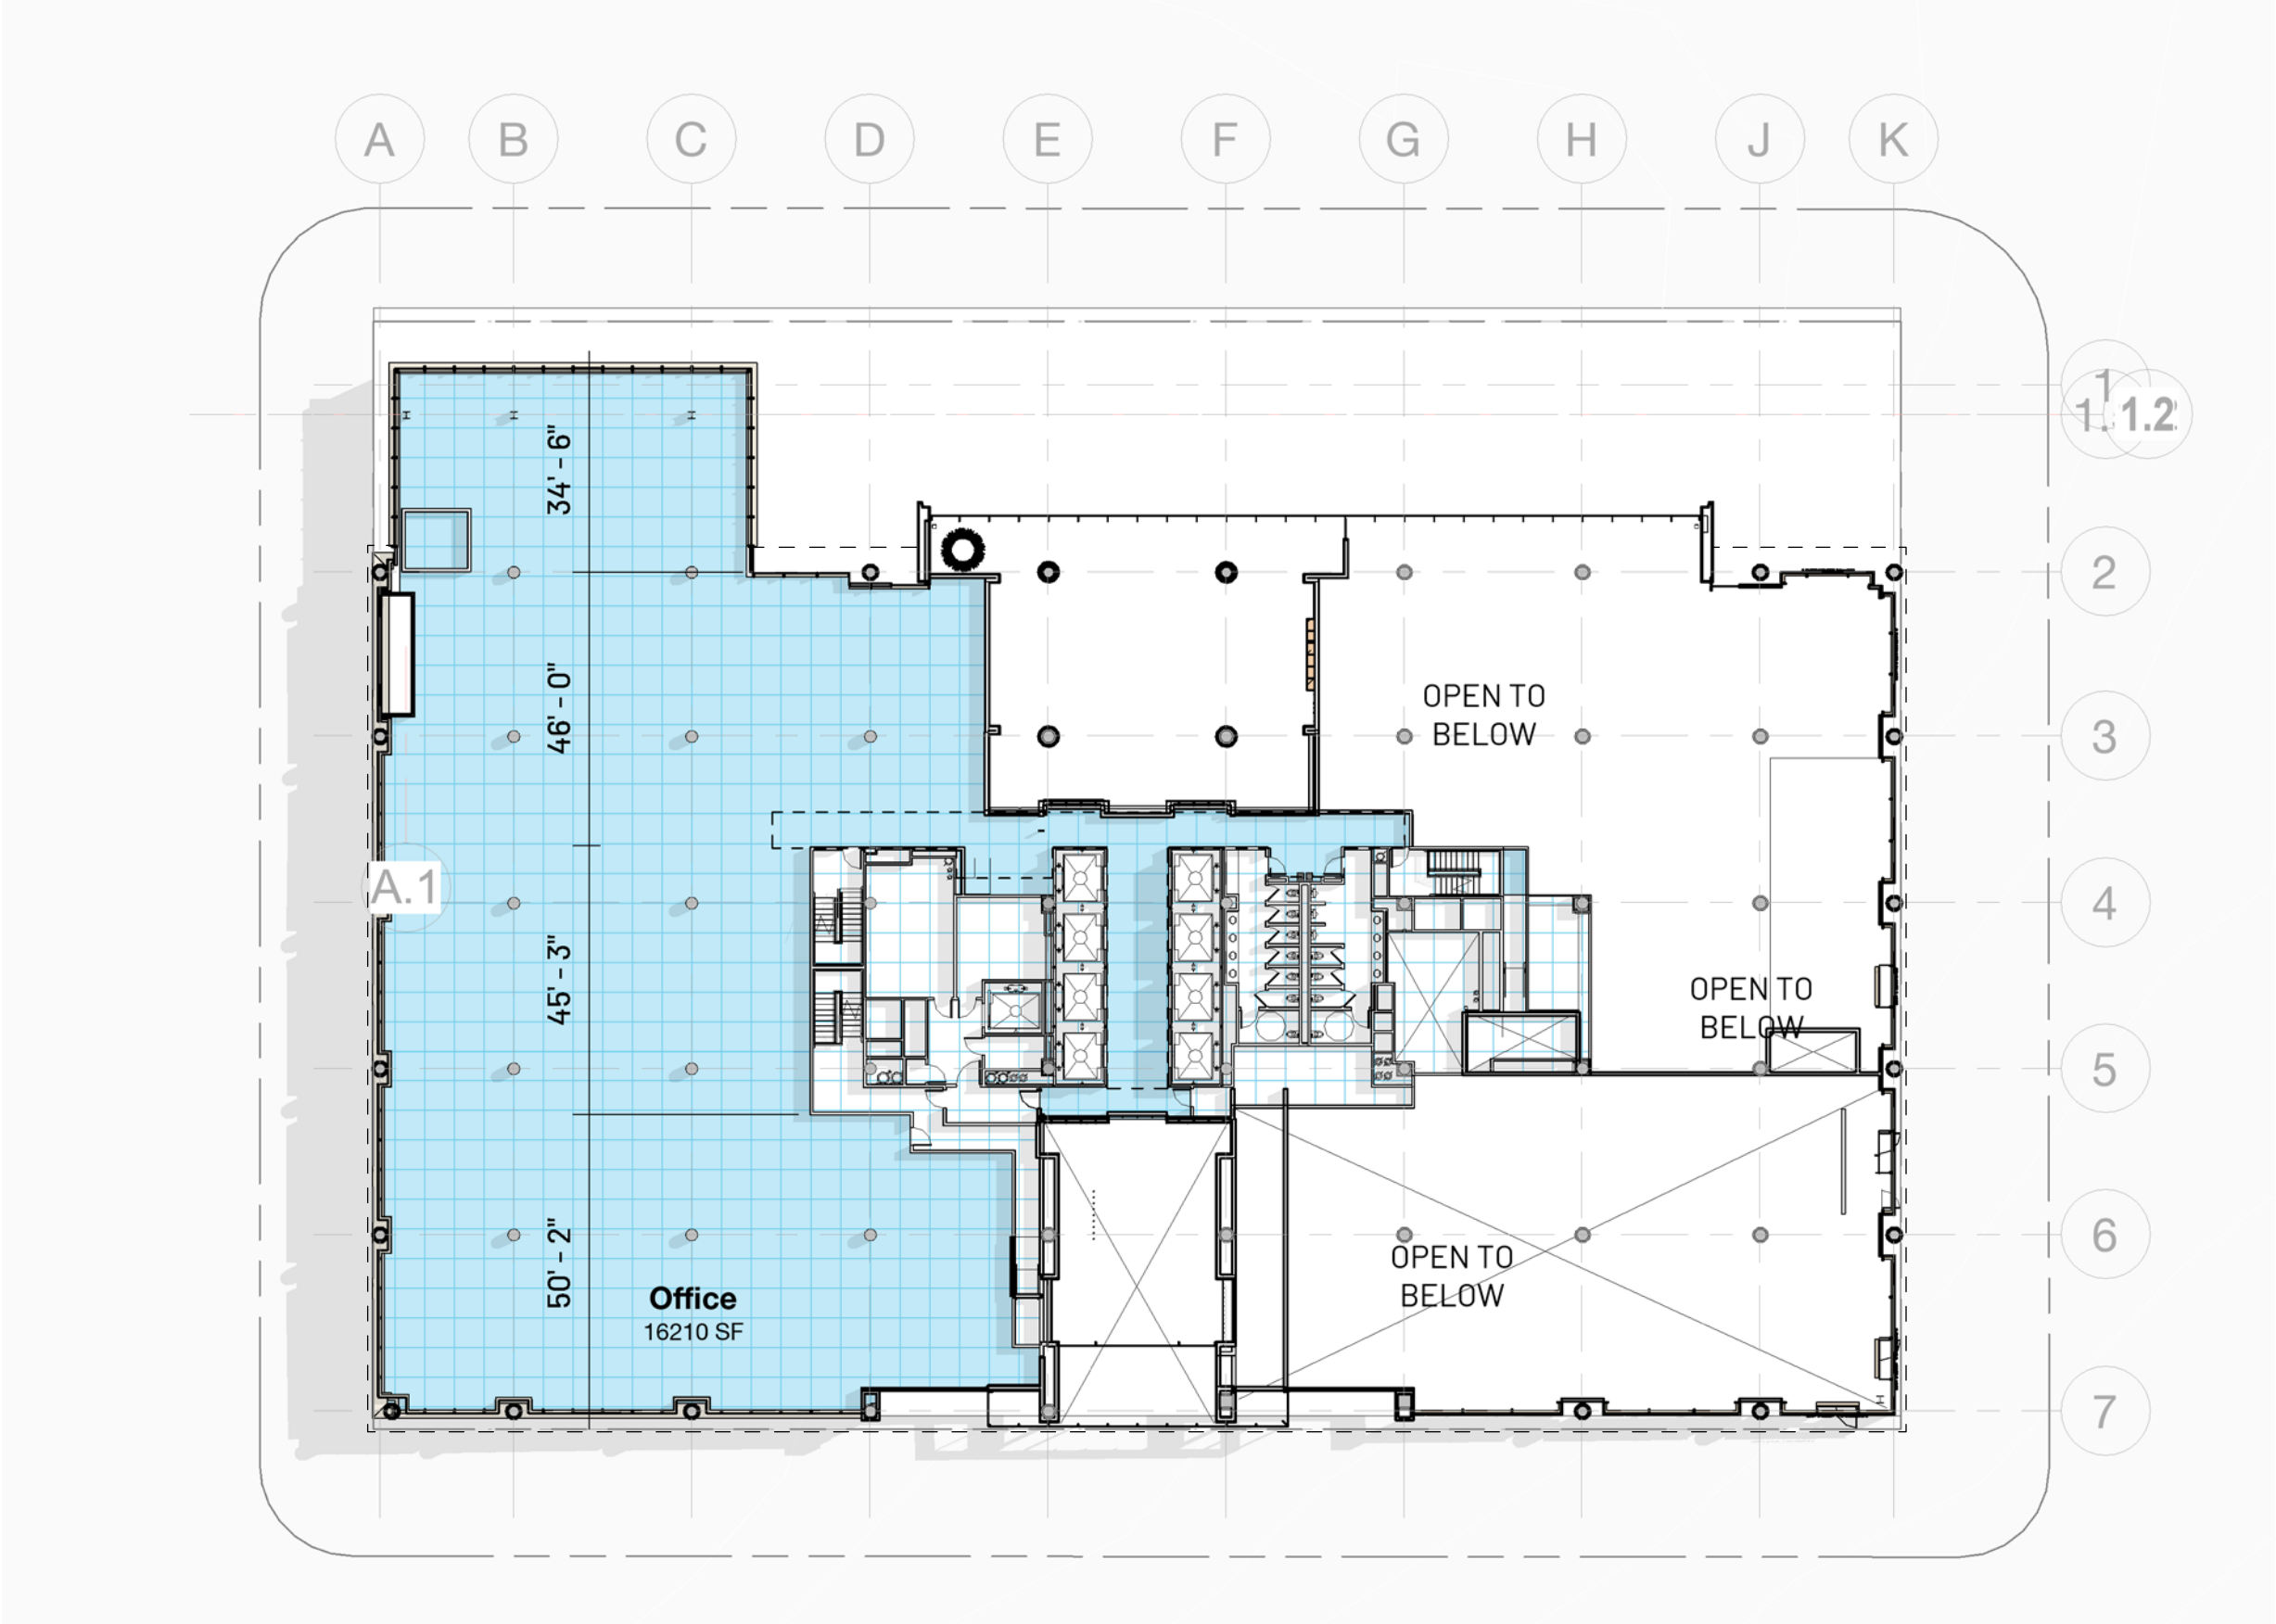 A B C D E F G H J K
1
1. 1.2
34' - 6"
2
46' - 0"
OPEN TO
BELOW
3
A.1
4
45' - 3"
OPEN TO
BELOW
5
50' - 2"
6
OPEN TO
BELOW
Office
16210 SF
7